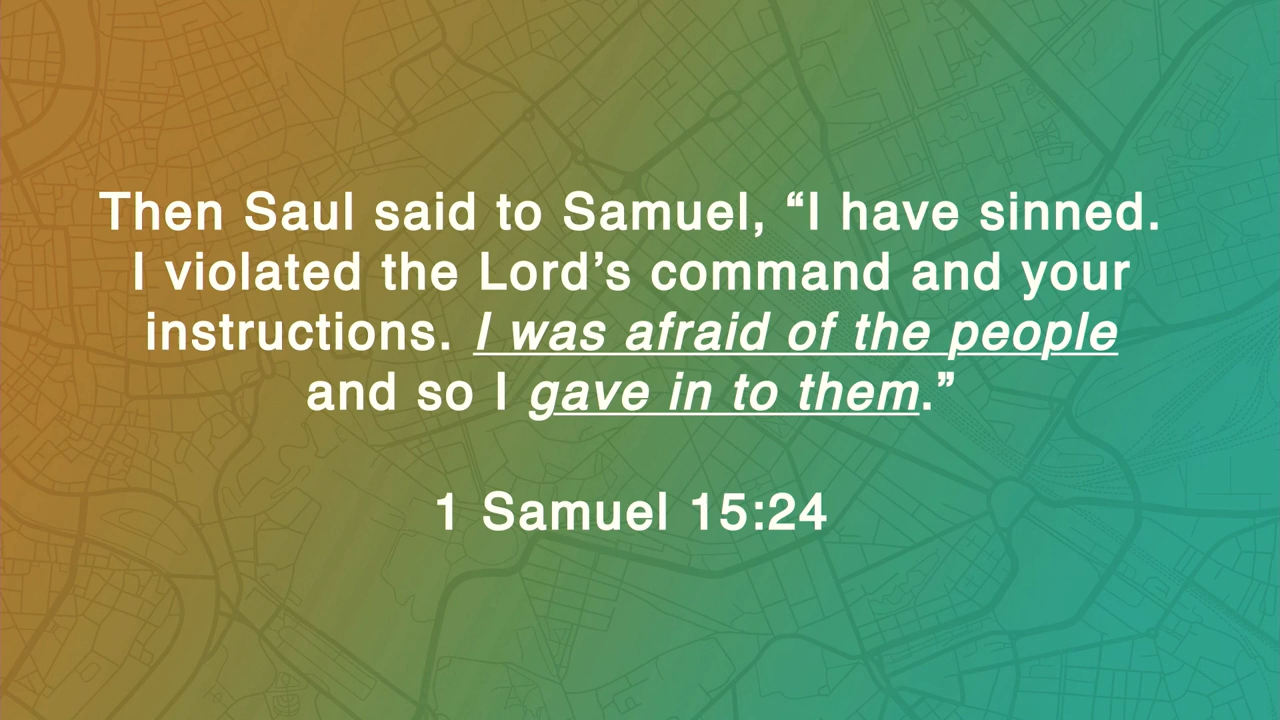 Then Saul said to Samuel, “I have sinned.
I violated the Lord’s command and your
instructions. I was afraid of the people
and so I gave in to them.”
1 Samuel 15:24